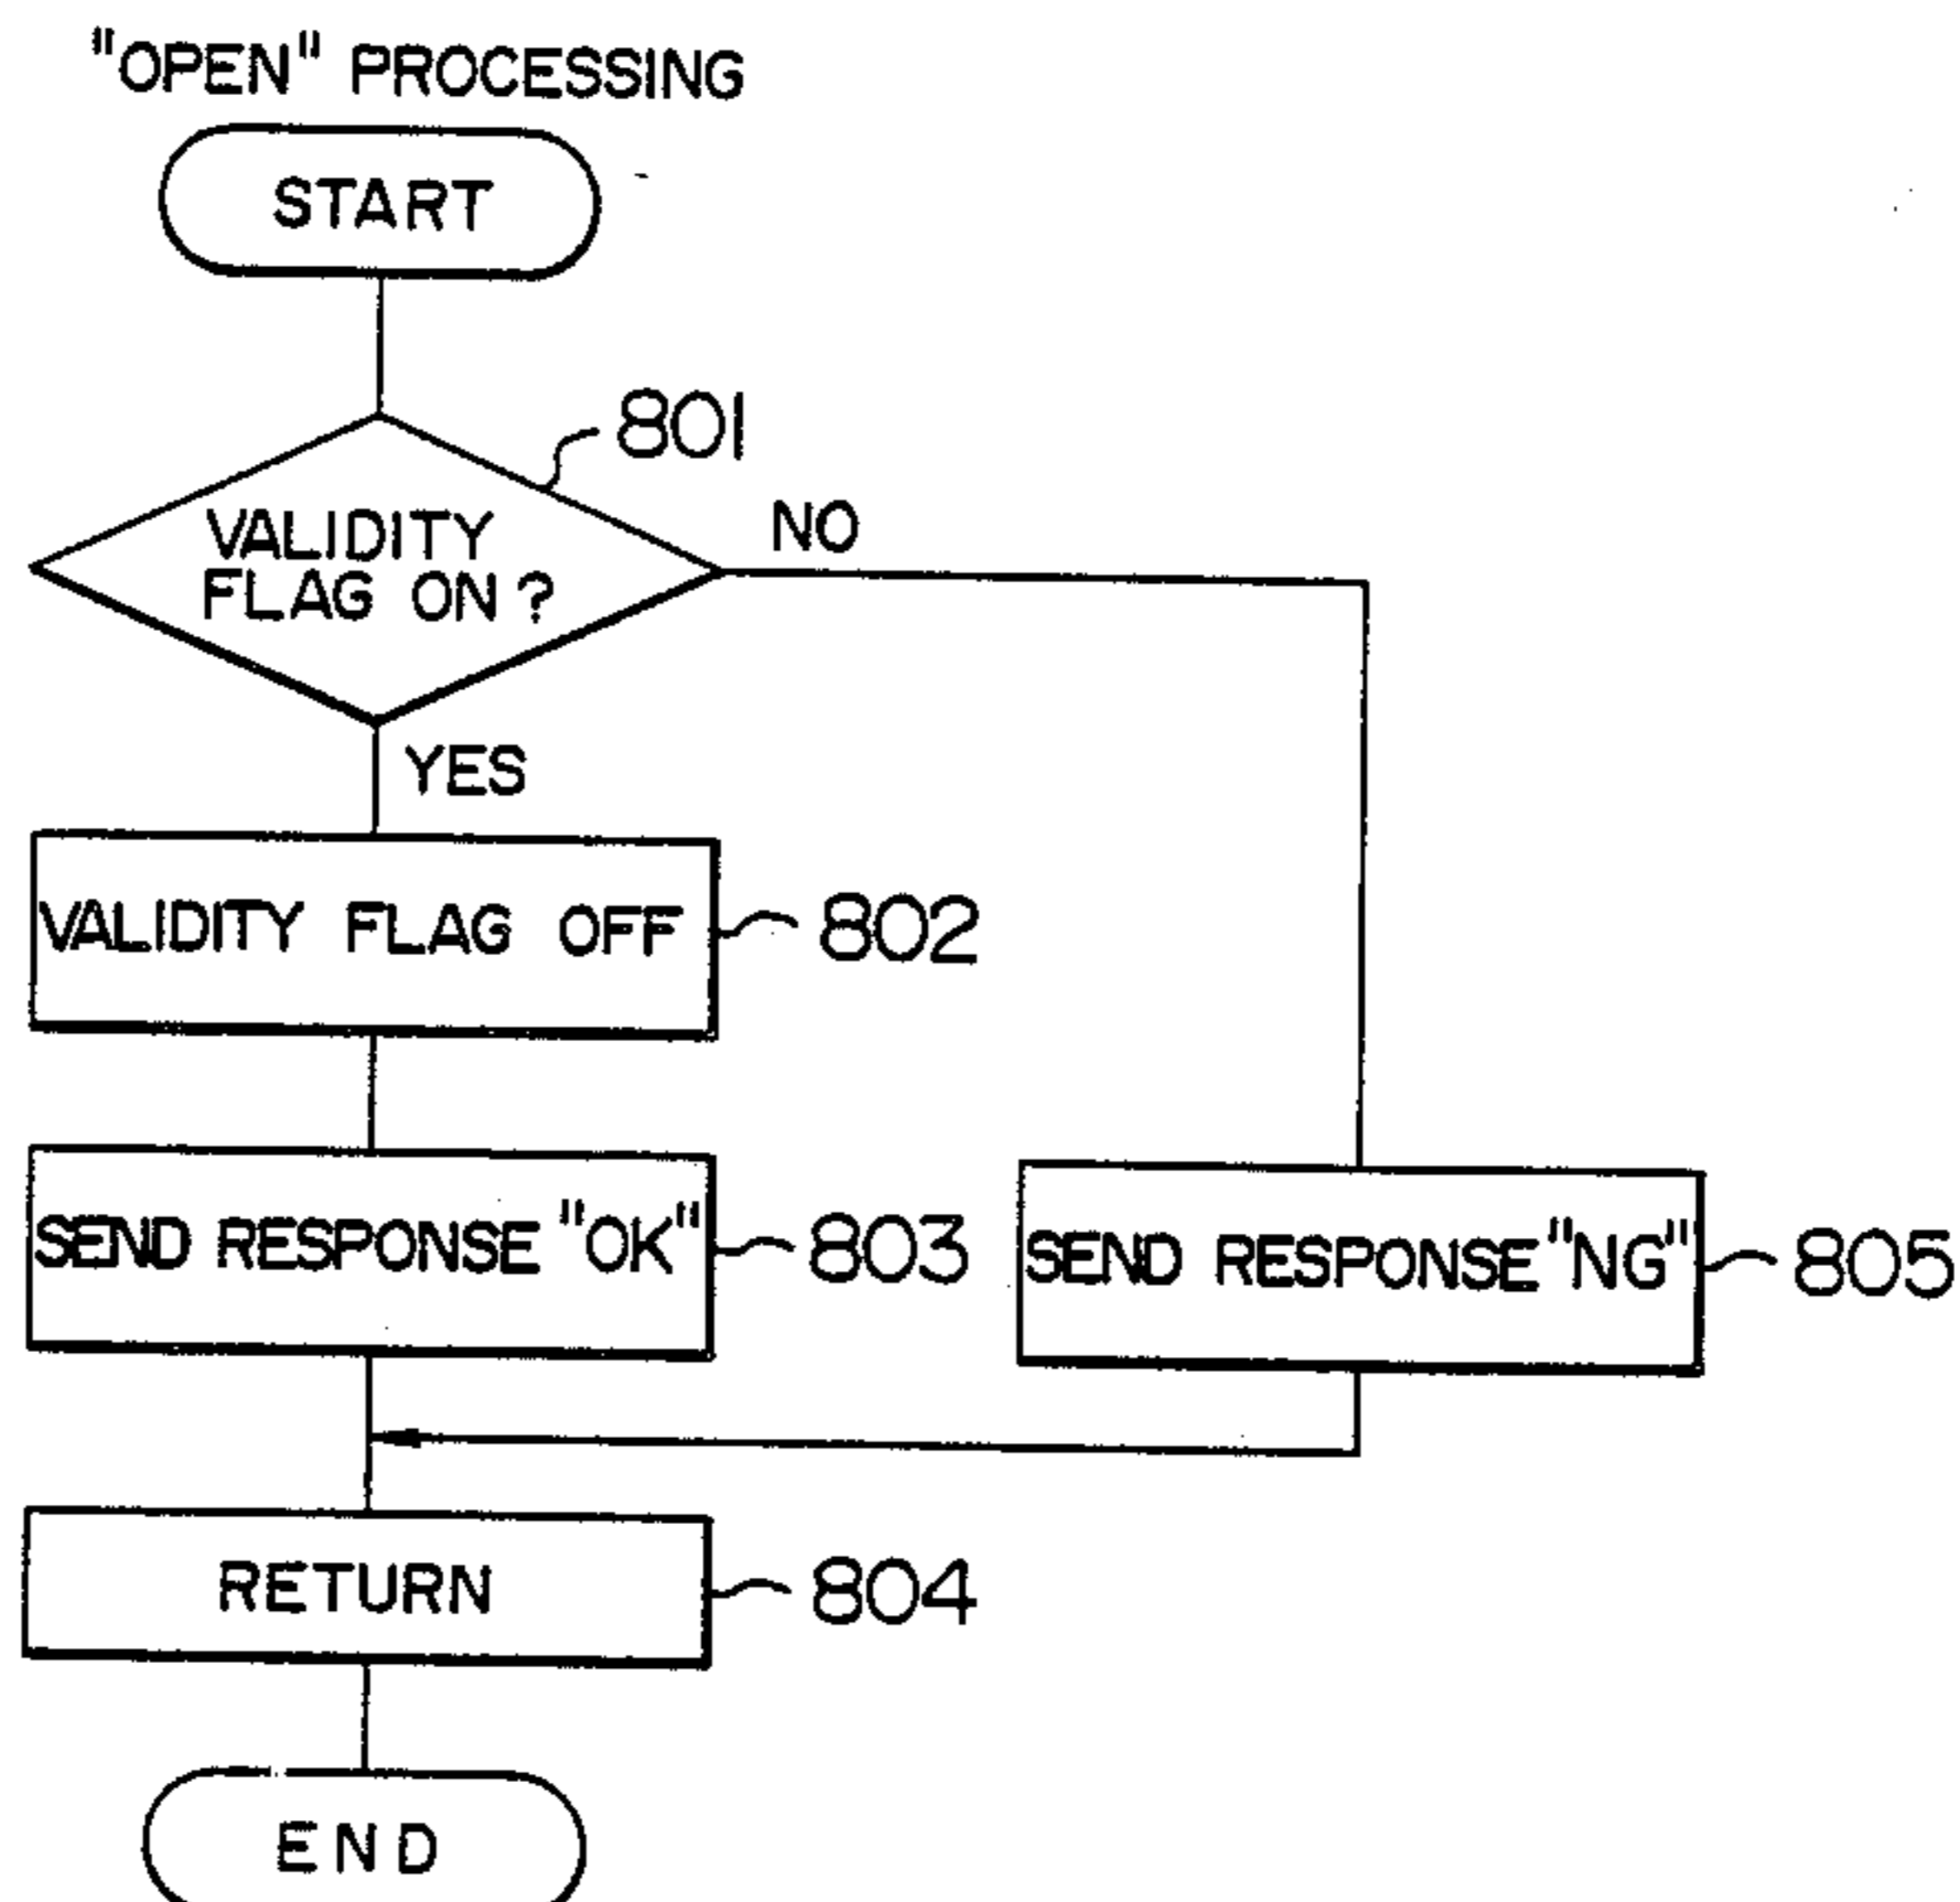 "OPEN" PROCESSING
START
801
VALIDITY
FLAG ON ?
NO
YES
VALIDITY FLAG OFF
802
SEND RESPONSE "OK"
803
SEND RESPONSE "NG"
805
RETURN
804
END